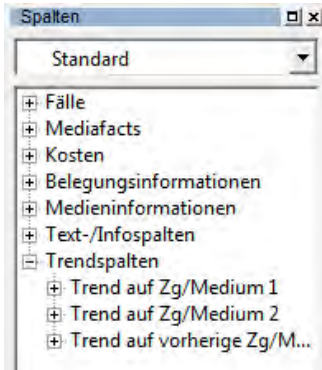 Spalten
Standard
Fälle
Mediafacts
Kosten
Belegungsinformationen
Medieninformationen
Text-/Infospalten
Trendspalten
Trend auf Zg/Medium 1
Trend auf Zg/Medium 2
Trend auf vorherige Zg/M...